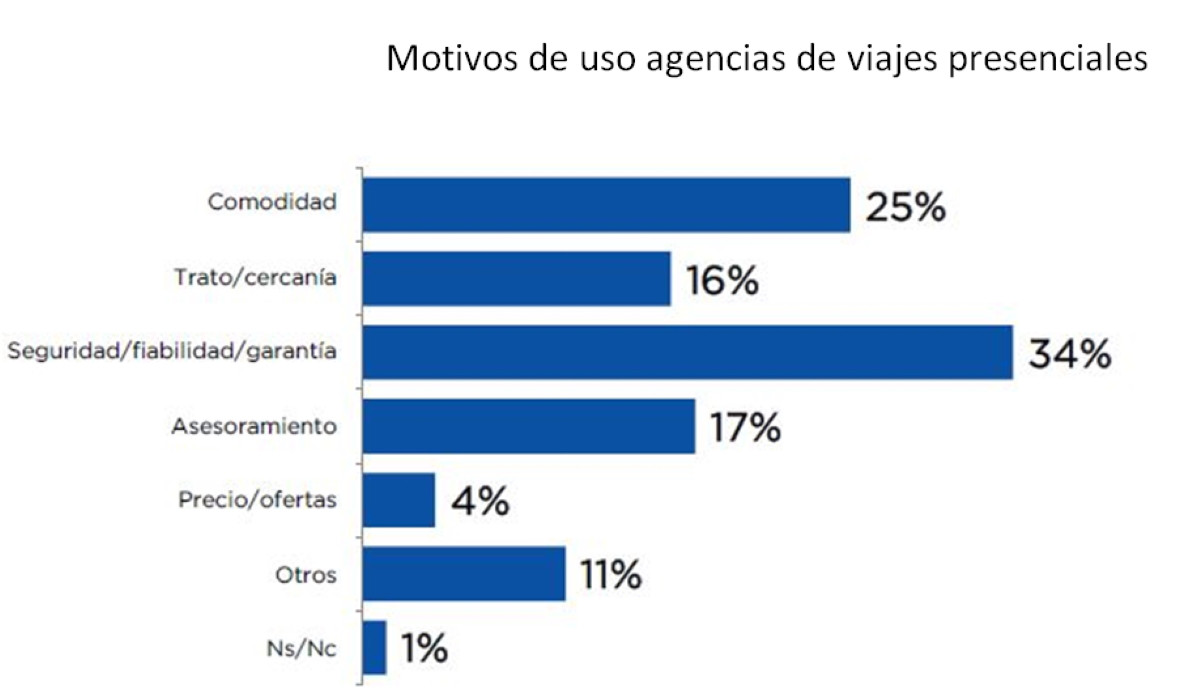 Motivos de uso agencias de viajes presenciales
Comodidad 25%
Trato/cercanía 16%
Seguridad/fiabilidad/garantía 34%
Asesoramiento 17%
Precio/ofertas 4%
Otros 11%
Ns/Nc 1%